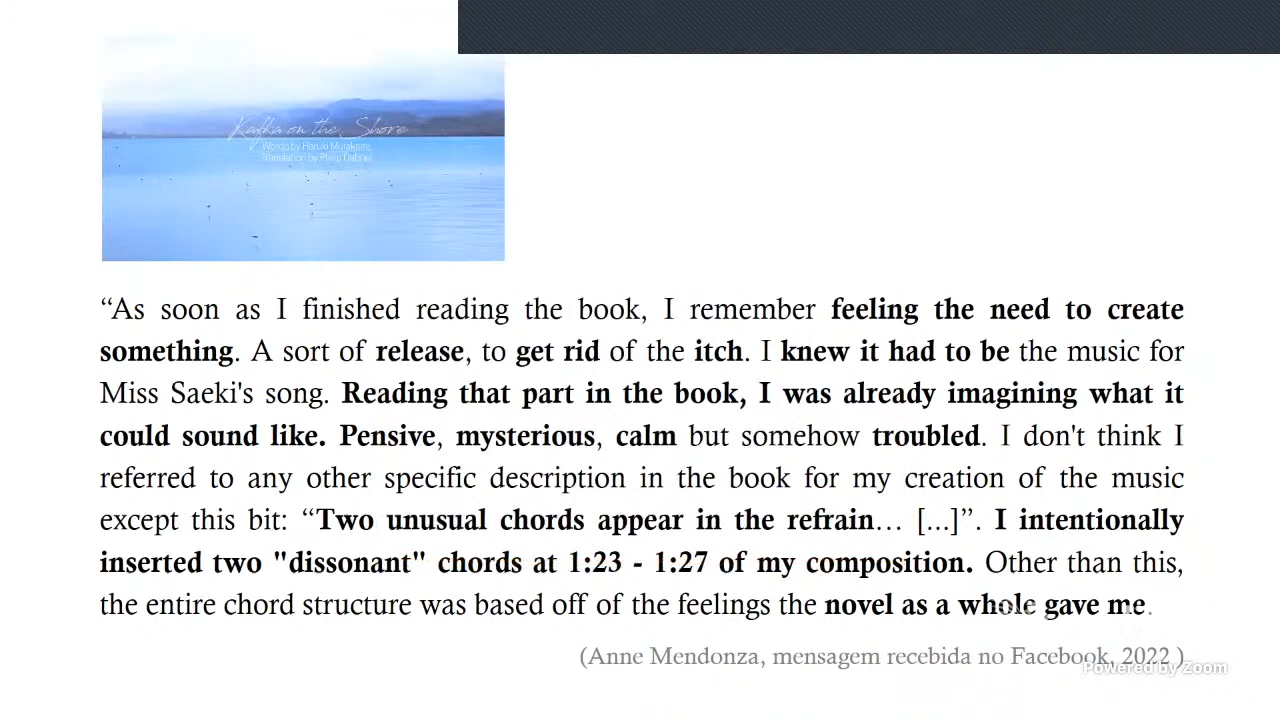 Kafka on the Shore
Words by Haruki Murakami
Translation by Philip Gabriel
“As soon as I finished reading the book, I remember feeling the need to create
something. A sort of release, to get rid of the itch. I knew it had to be the music for
Miss Saeki's song. Reading that part in the book, I was already imagining what it
could sound like. Pensive, mysterious, calm but somehow troubled. I don't think I
referred to any other specific description in the book for my creation of the music
except this bit: “Two unusual chords appear in the refrain… [...]”. I intentionally
inserted two "dissonant" chords at 1:23 - 1:27 of my composition. Other than this,
the entire chord structure was based off of the feelings the novel as a whole gave me.
(Anne Mendonza, mensagem recebida no Facebook, 2022 )
Powered by Zoom